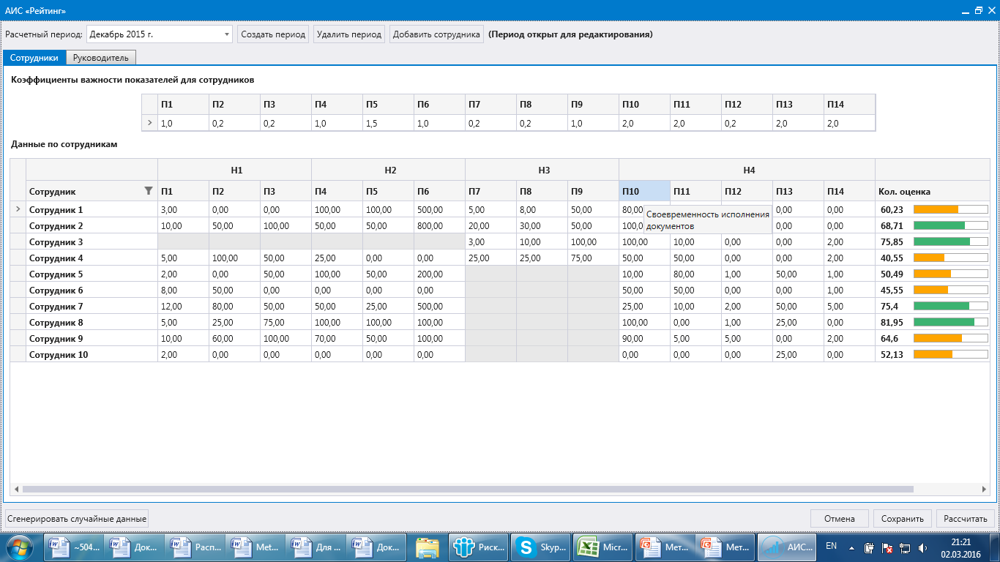 АИС «Рейтинг»
Расчетный период: Декабрь 2015 г. Создать период Удалить период Добавить сотрудника (Период открыт для редактирования)
Сотрудники Руководитель
Коэффициенты важности показателей для сотрудников
П1 П2 П3 П4 П5 П6 П7 П8 П9 П10 П11 П12 П13 П14
1,0 0,2 0,2 1,0 1,5 1,0 0,2 0,2 1,0 2,0 2,0 0,2 2,0 2,0
Данные по сотрудникам
Н1 Н2 Н3 Н4
Сотрудник П1 П2 П3 П4 П5 П6 П7 П8 П9 П10 П11 П12 П13 П14 Кол. оценка
Сотрудник 1 3,00 0,00 0,00 100,00 100,00 500,00 5,00 8,00 50,00 80,00 0,00 0,00 60,23
Своевременность исполнения
документов
Сотрудник 2 10,00 50,00 100,00 50,00 50,00 800,00 20,00 30,00 50,00 100,0 0,00 0,00 68,71
Сотрудник 3 3,00 10,00 100,00 100,00 10,00 0,00 0,00 2,00 75,85
Сотрудник 4 5,00 100,00 50,00 25,00 0,00 0,00 25,00 25,00 75,00 50,00 50,00 0,00 0,00 2,00 40,55
Сотрудник 5 2,00 0,00 50,00 100,00 50,00 200,00 10,00 80,00 1,00 50,00 1,00 50,49
Сотрудник 6 8,00 50,00 0,00 0,00 0,00 0,00 50,00 50,00 0,00 0,00 1,00 45,55
Сотрудник 7 12,00 80,00 50,00 50,00 25,00 500,00 25,00 10,00 2,00 50,00 5,00 75,4
Сотрудник 8 5,00 25,00 75,00 100,00 100,00 100,00 100,00 0,00 1,00 25,00 0,00 81,95
Сотрудник 9 10,00 60,00 100,00 70,00 50,00 100,00 90,00 5,00 5,00 0,00 2,00 64,6
Сотрудник 10 2,00 0,00 0,00 0,00 0,00 0,00 0,00 0,00 0,00 25,00 0,00 52,13
Сгенерировать случайные данные Отмена Сохранить Рассчитать
~504... Док... Расп... Met... Для ... Док... Риск... Skyp... Micr... Мет... Мет... АИС... EN 21:21
02.03.2016